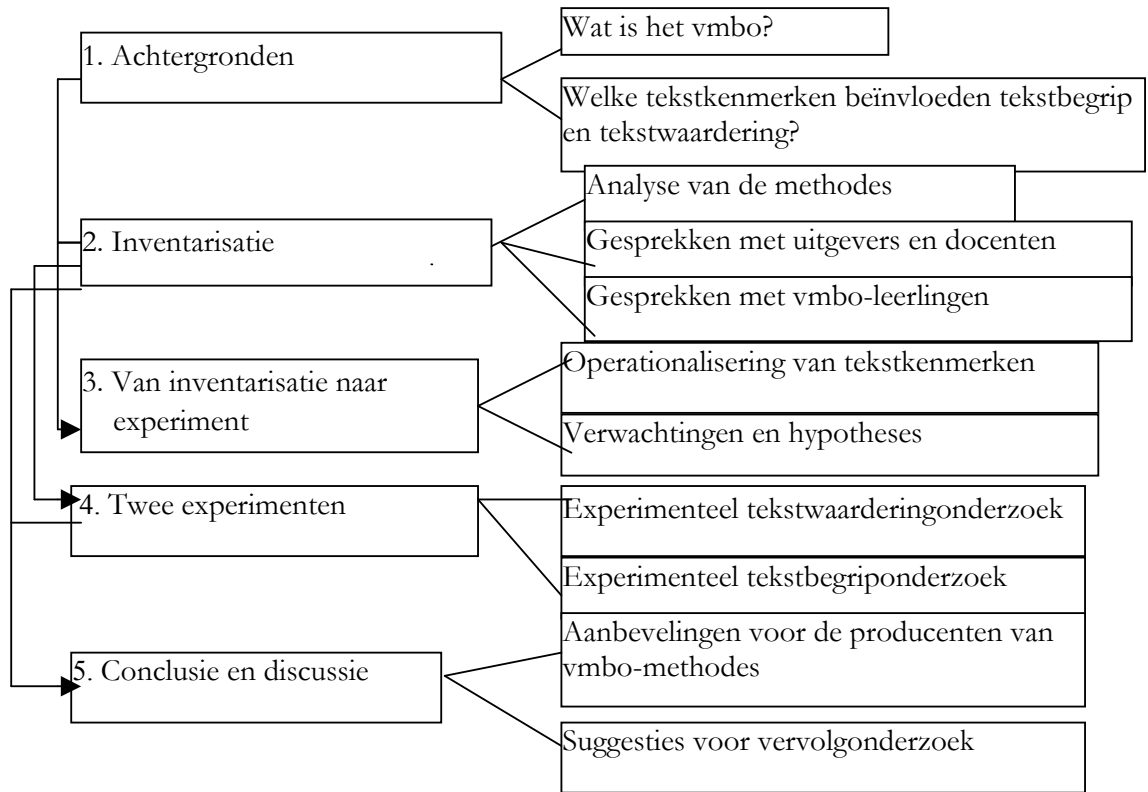 1. Achtergronden
Wat is het vmbo?
Welke tekstkenmerken beïnvloeden tekstbegrip
en tekstwaardering?
2. Inventarisatie
Analyse van de methodes
Gesprekken met uitgevers en docenten
Gesprekken met vmbo-leerlingen
3. Van inventarisatie naar
experiment
Operationalisering van tekstkenmerken
Verwachtingen en hypotheses
4. Twee experimenten
Experimenteel tekstwaarderingonderzoek
Experimenteel tekstbegriponderzoek
5. Conclusie en discussie
Aanbevelingen voor de producenten van
vmbo-methodes
Suggesties voor vervolgonderzoek